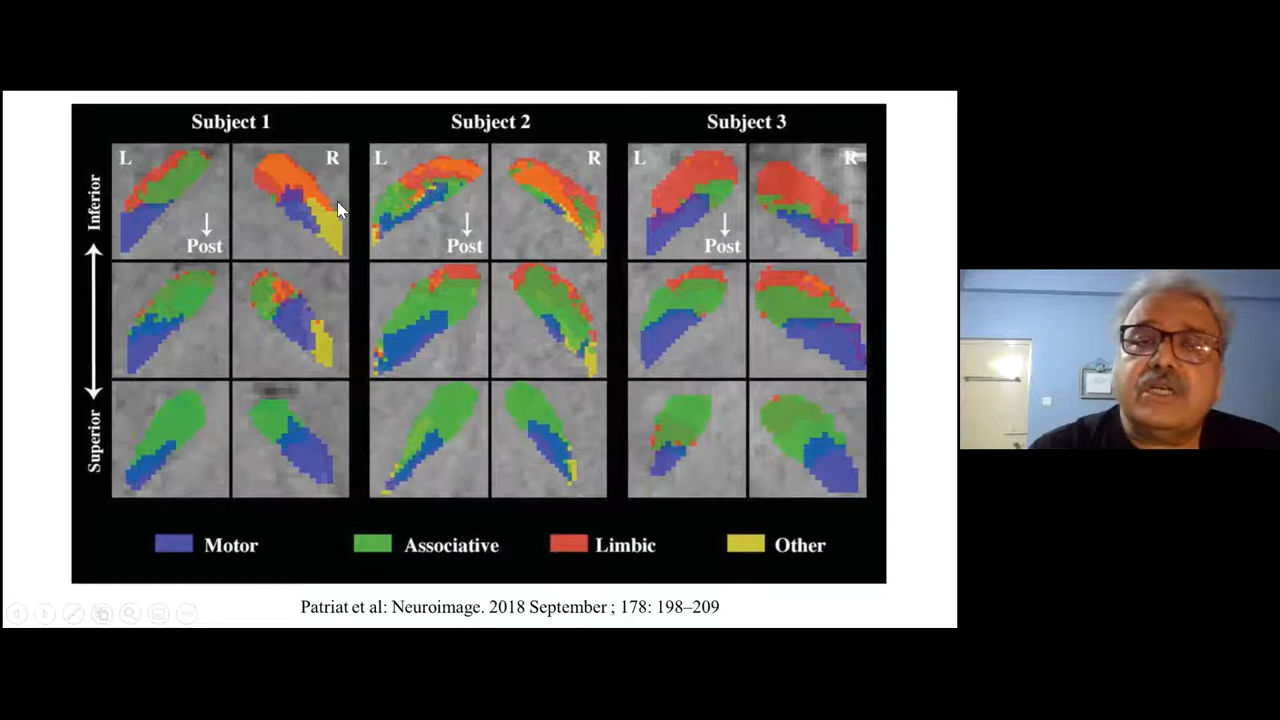 Subject 1 Subject 2 Subject 3
L R L R L R
Inferior
Post Post Post
Superior
Motor Associative Limbic Other
Patriat et al: Neuroimage. 2018 September ; 178: 198–209